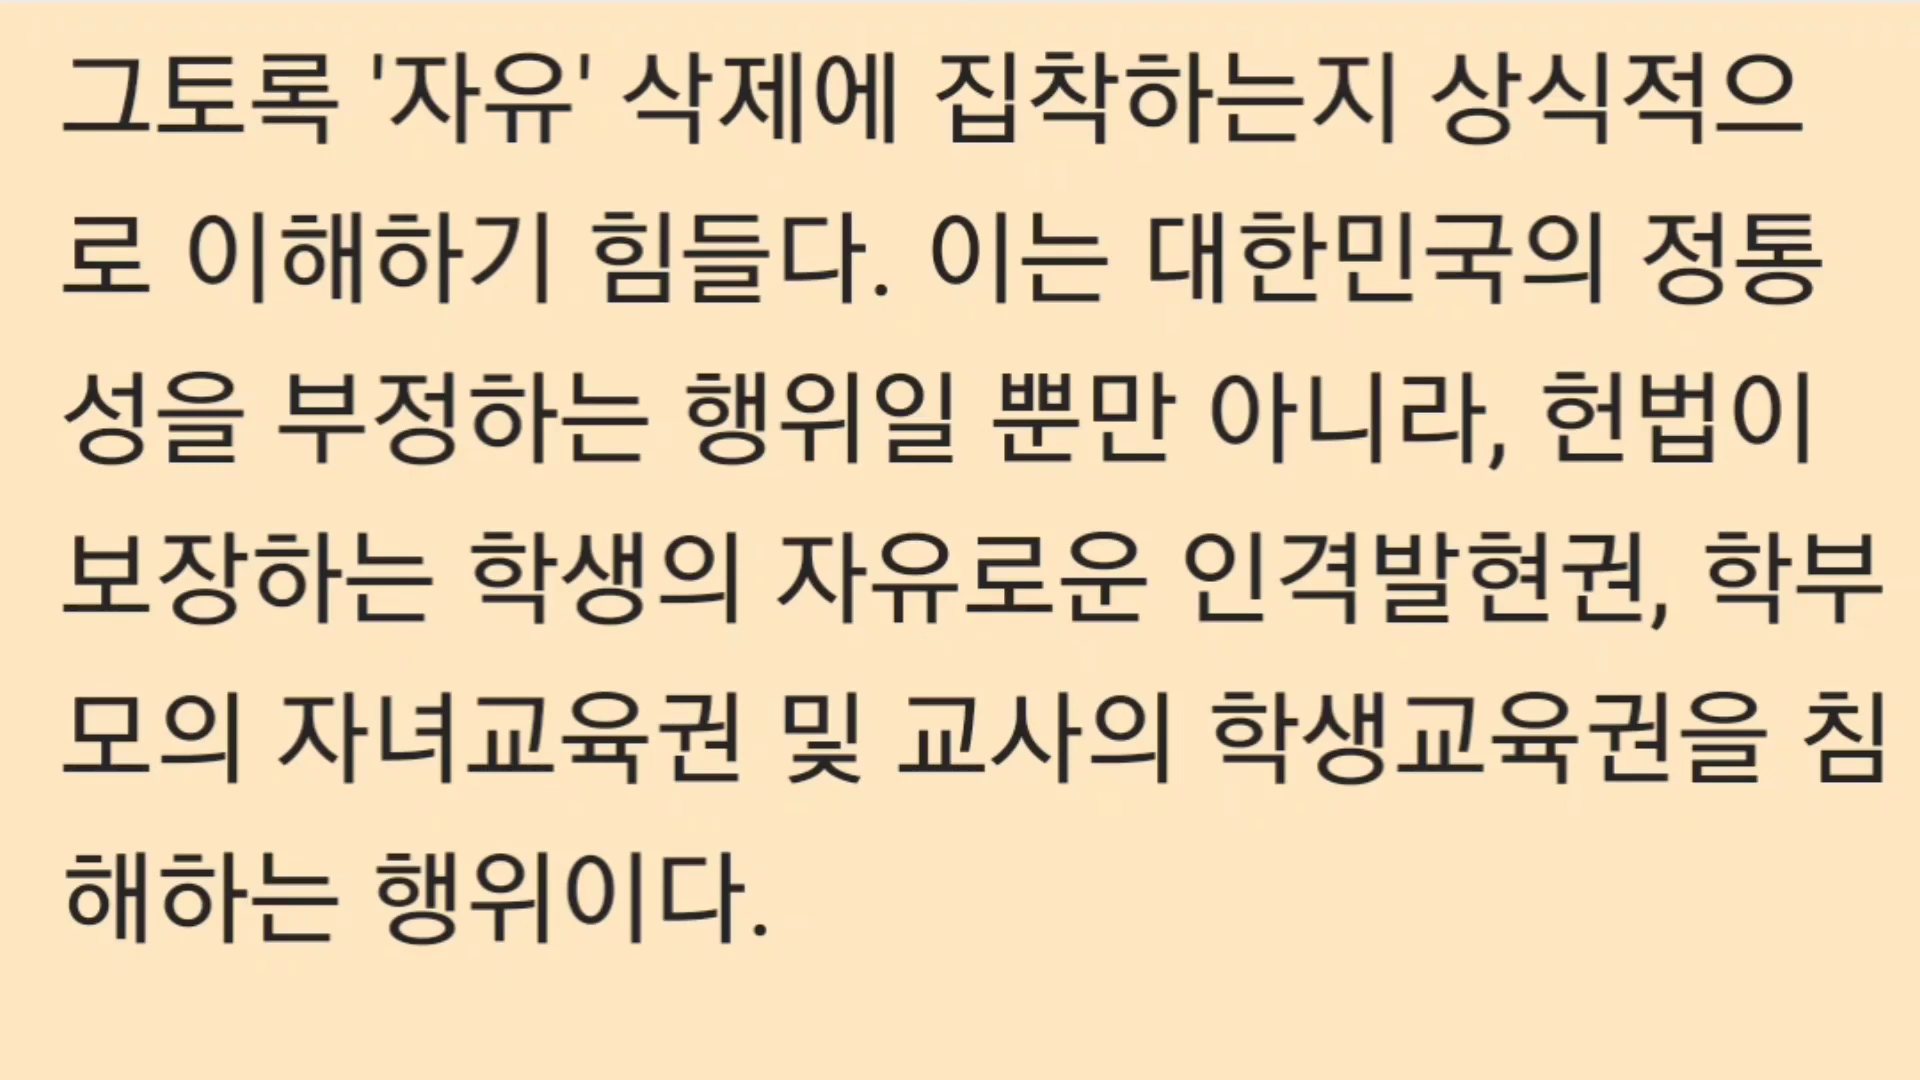 그토록 '자유' 삭제에 집착하는지 상식적으
로 이해하기 힘들다. 이는 대한민국의 정통
성을 부정하는 행위일 뿐만 아니라, 헌법이
보장하는 학생의 자유로운 인격발현권, 학부
모의 자녀교육권 및 교사의 학생교육권을 침
해하는 행위이다.